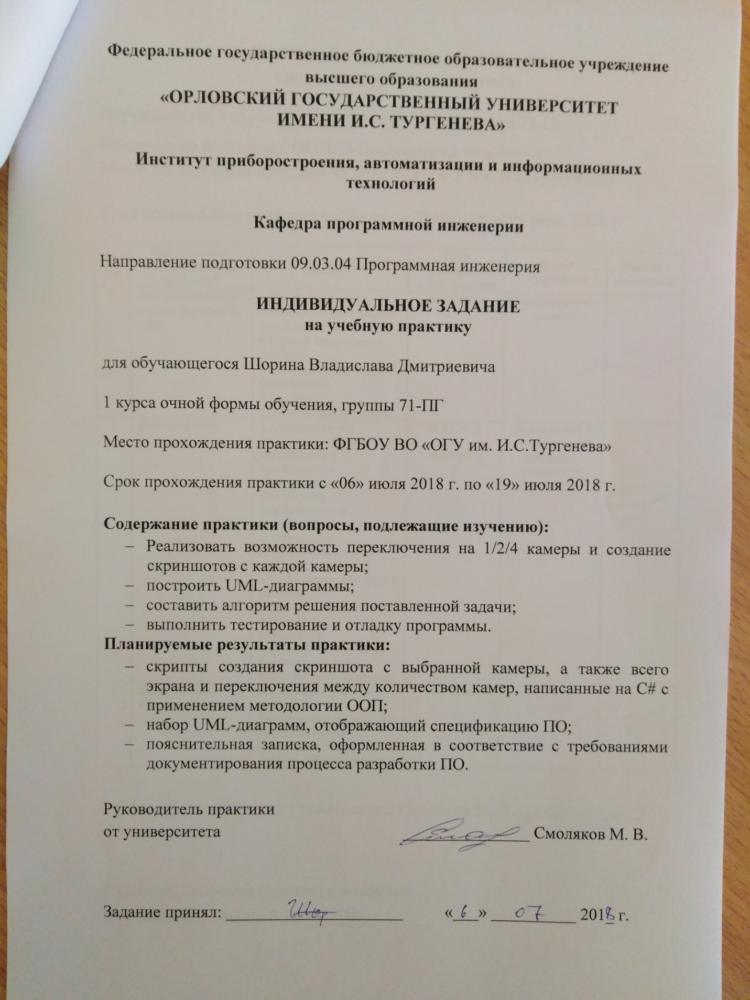 Федеральное государственное бюджетное образовательное учреждение
высшего образования
«ОРЛОВСКИЙ ГОСУДАРСТВЕННЫЙ УНИВЕРСИТЕТ
ИМЕНИ И.С. ТУРГЕНЕВА»
Институт приборостроения, автоматизации и информационных
технологий
Кафедра программной инженерии
Направление подготовки 09.03.04 Программная инженерия
ИНДИВИДУАЛЬНОЕ ЗАДАНИЕ
на учебную практику
для обучающегося Шорина Владислава Дмитриевича
1 курса очной формы обучения, группы 71-ПГ
Место прохождения практики: ФГБОУ ВО «ОГУ им. И.С.Тургенева»
Срок прохождения практики с «06» июля 2018 г. по «19» июля 2018 г.
Содержание практики (вопросы, подлежащие изучению):
– Реализовать возможность переключения на 1/2/4 камеры и создание
скриншотов с каждой камеры;
– построить UML-диаграммы;
– составить алгоритм решения поставленной задачи;
– выполнить тестирование и отладку программы.
Планируемые результаты практики:
– скрипты создания скриншота с выбранной камеры, а также всего
экрана и переключения между количеством камер, написанные на C# с
применением методологии ООП;
– набор UML-диаграмм, отображающий спецификацию ПО;
– пояснительная записка, оформленная в соответствие с требованиями
документирования процесса разработки ПО.
Руководитель практики
от университета Смоляков М. В.
Задание принял: «6» 07 2018 г.